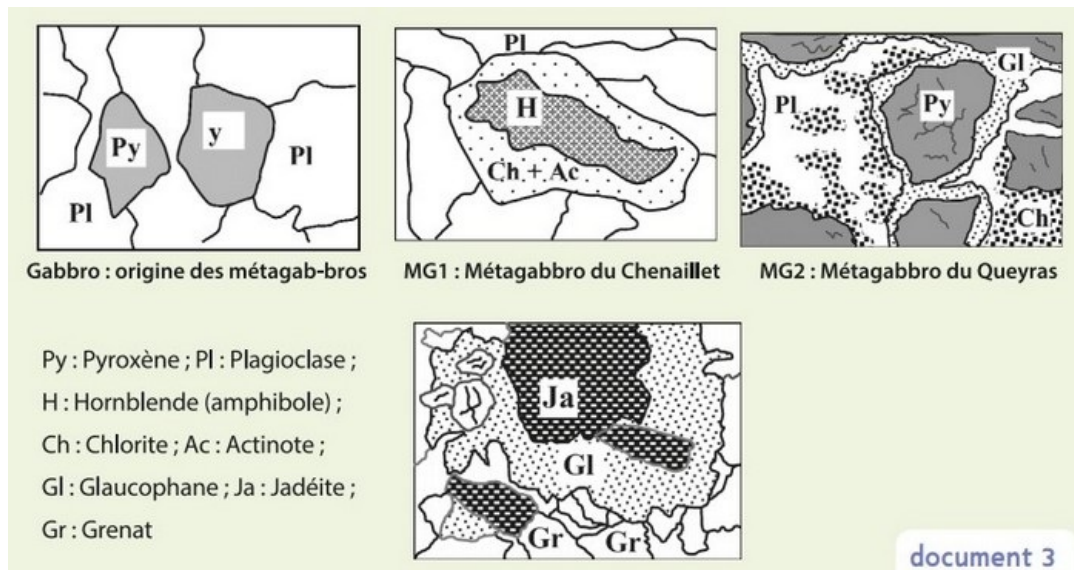 Py
y
Pl
Pl
Gabbro : origine des métagab-bros
Pl
H
Ch + Ac
MG1 : Métagabbro du Chenaillet
Gl
Pl
Py
Ch
MG2 : Métagabbro du Queyras
Py : Pyroxène ; Pl : Plagioclase ;
H : Hornblende (amphibole) ;
Ch : Chlorite ; Ac : Actinote ;
Gl : Glaucophane ; Ja : Jadéite ;
Gr : Grenat
Ja
Gl
Gr
Gr
document 3